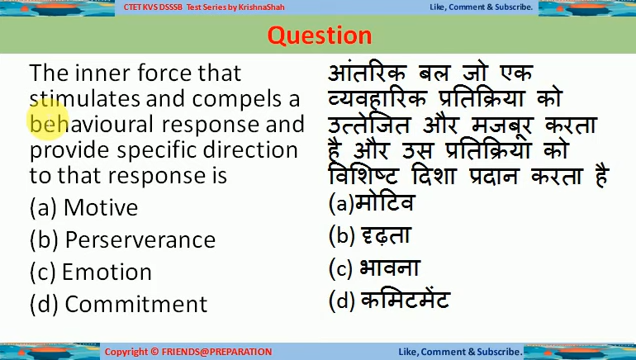 CTET KVS DSSSB Test Series by KrishnaShah
Like, Comment & Subscribe.
Question
The inner force that
stimulates and compels a
behavioural response and
provide specific direction
to that response is
(a) Motive
(b) Perserverance
(c) Emotion
(d) Commitment
आंतरिक बल जो एक
व्यवहारिक प्रतिक्रिया को
उत्तेजित और मजबूर करता
है और उस प्रतिक्रिया को
विशिष्ट दिशा प्रदान करता है
(a)मोटिव
(b) दृढ़ता
(c) भावना
(d) कमिटमेंट
Copyright © FRIENDS@PREPARATION
Like, Comment & Subscribe.